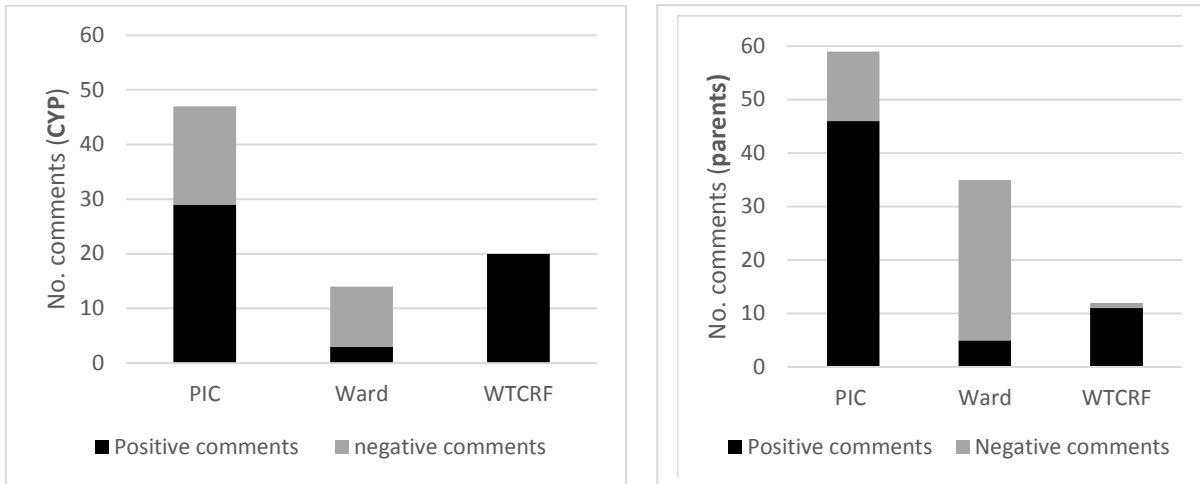 No. comments (CYP)
60
50
40
30
20
10
0
PIC Ward WTCRF
Positive comments negative comments
No. comments (parents)
60
50
40
30
20
10
0
PIC Ward WTCRF
Positive comments Negative comments